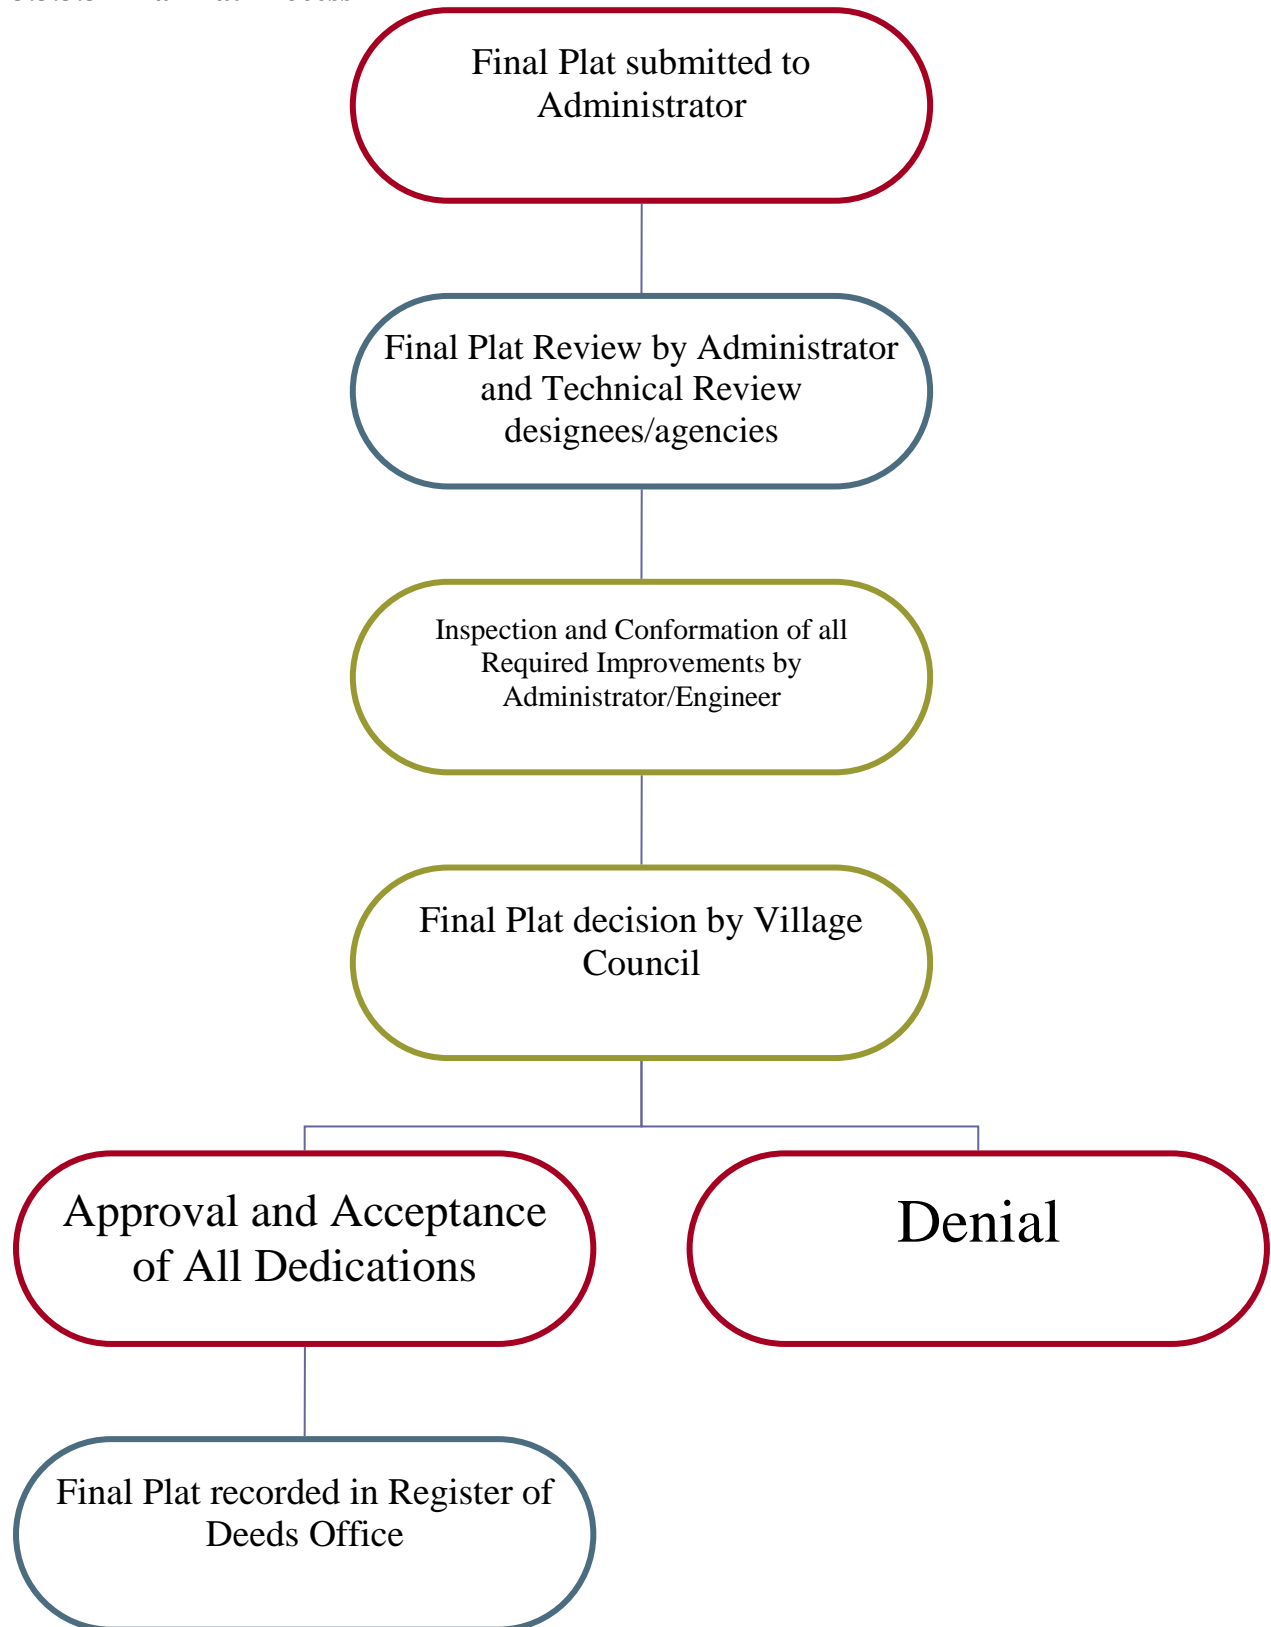 Final Plat submitted to
Administrator
Final Plat Review by Administrator
and Technical Review
designees/agencies
Inspection and Conformation of all
Required Improvements by
Administrator/Engineer
Final Plat decision by Village
Council
Approval and Acceptance
of All Dedications
Denial
Final Plat recorded in Register of
Deeds Office